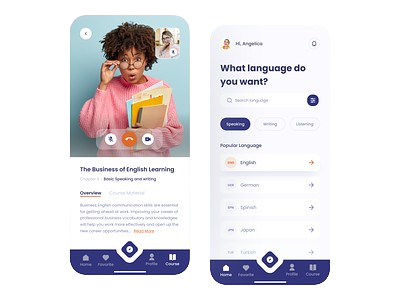 The Business of English Learning
Chapter 3 : Basic Speaking and writing
Overview
Course Material
Business English communication skills are essential
for getting ahead at work. Improving your career of
professional business vocabulary and knowledgee
will help you work more effectively and open up the
new career opportunities... Read More
Home
Favorite
Profile
Course
Hi, Angelica
What language do
you want?
Search language
Speaking
Writing
Listening
Popular Language
English
German
Spanish
Japan
Turkish
Home
Favorite
Profile
Course